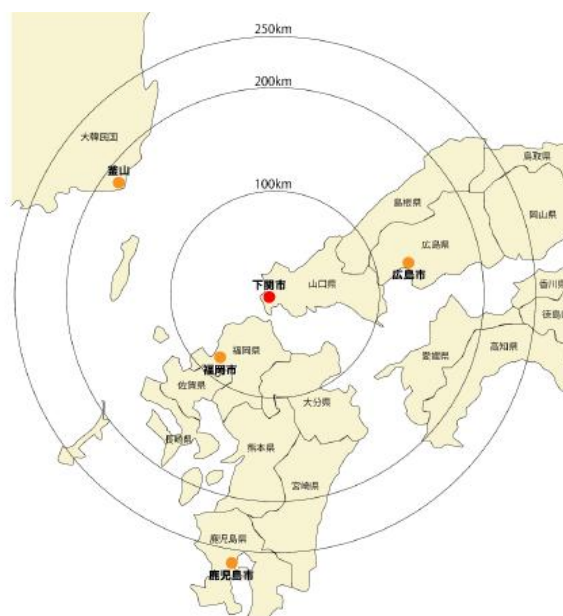 250km
200km
大韓民国
鳥取県
釜山
100km
島根県
岡山県
広島県
下関市
山口県
広島市
香川県
徳島県
福岡県
高知県
愛媛県
福岡市
佐賀県
大分県
長崎県
熊本県
宮崎県
鹿児島県
鹿児島市